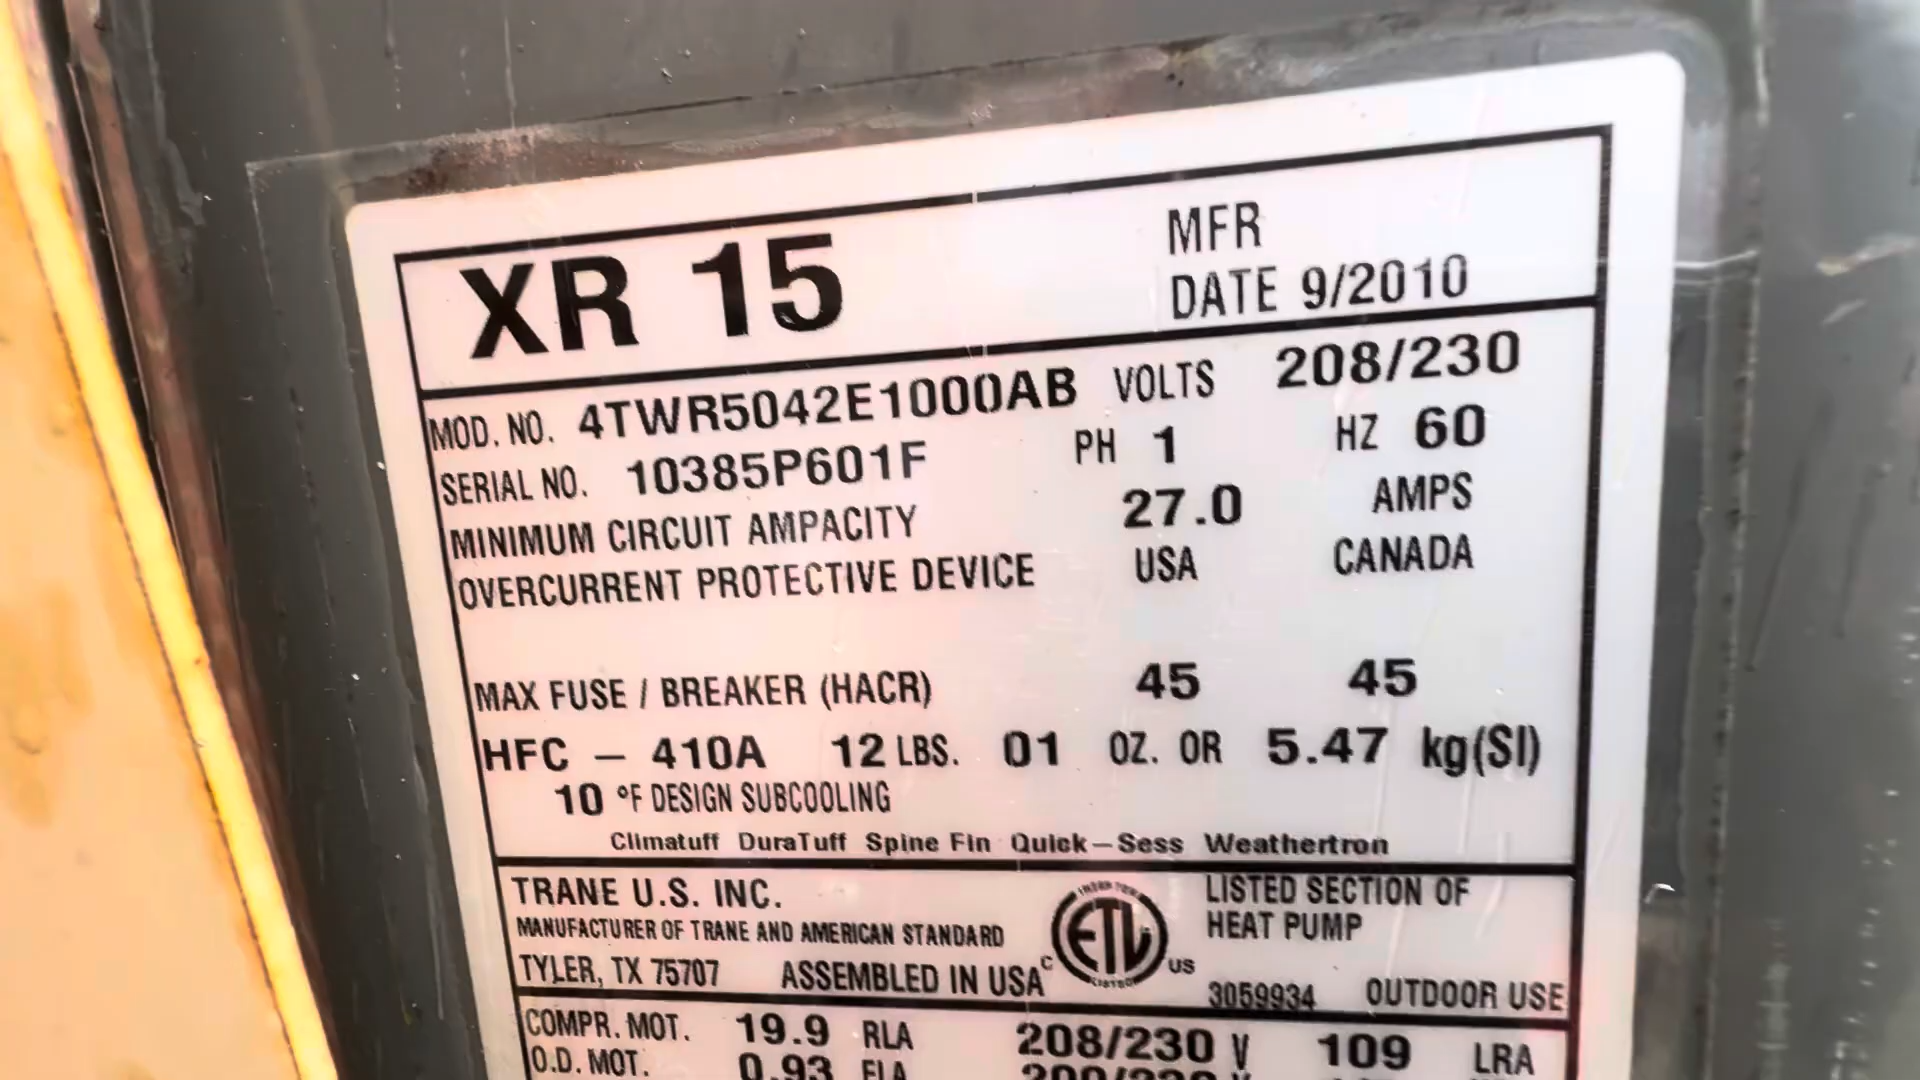 XR 15
MFR
DATE 9/2010
MOD. NO. 4TWR5042E1000AB VOLTS 208/230
SERIAL NO. 10385P601F PH 1 HZ 60
MINIMUM CIRCUIT AMPACITY 27.0 AMPS
OVERCURRENT PROTECTIVE DEVICE USA CANADA
MAX FUSE / BREAKER (HACR) 45 45
HFC - 410A 12 LBS. 01 OZ. OR 5.47 kg(SI)
10 °F DESIGN SUBCOOLING
Climatuff DuraTuff Spine Fin Quick-Sess Weathertron
TRANE U.S. INC.
MANUFACTURER OF TRANE AND AMERICAN STANDARD
TYLER, TX 75707 ASSEMBLED IN USA
C ETL US
LISTED
LISTED SECTION OF
HEAT PUMP
3059934 OUTDOOR USE
COMPR. MOT. 19.9 RLA 208/230 V 109 LRA
O.D. MOT. 0.93 FLA